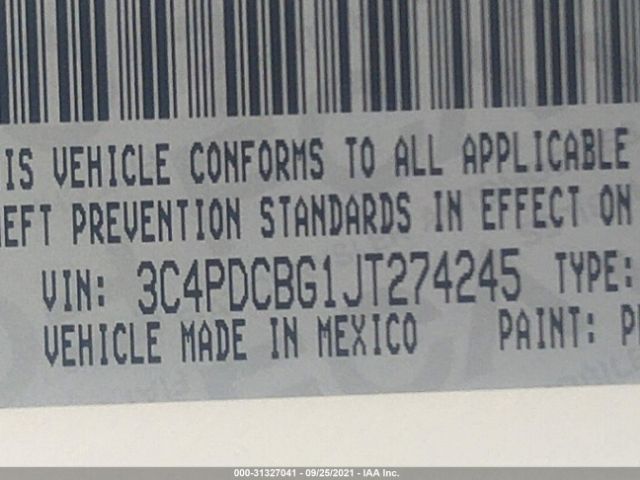 IS VEHICLE CONFORMS TO ALL APPLICABLE
EFT PREVENTION STANDARDS IN EFFECT ON
VIN: 3C4PDCBG1JT274245 TYPE:
VEHICLE MADE IN MEXICO PAINT: P
000-31327041 - 09/25/2021 - IAA Inc.